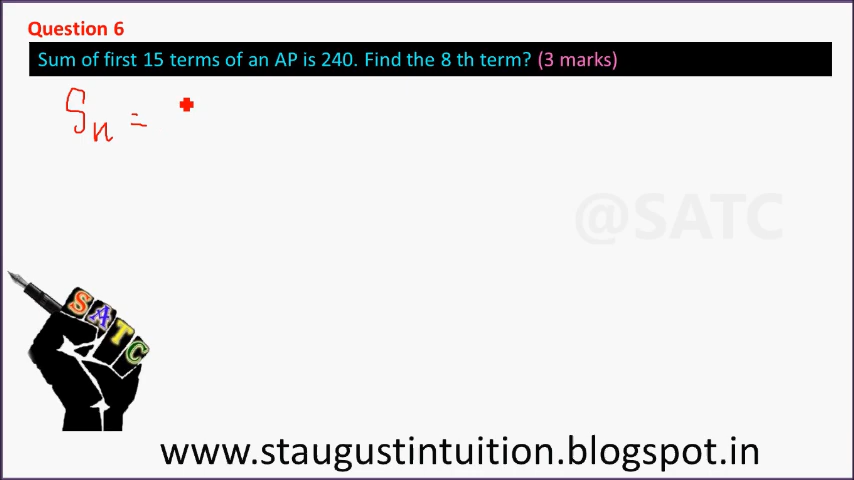 Question 6
Sum of first 15 terms of an AP is 240. Find the 8 th term? (3 marks)
Sn =
@SATC
SATC
www.staugustintuition.blogspot.in